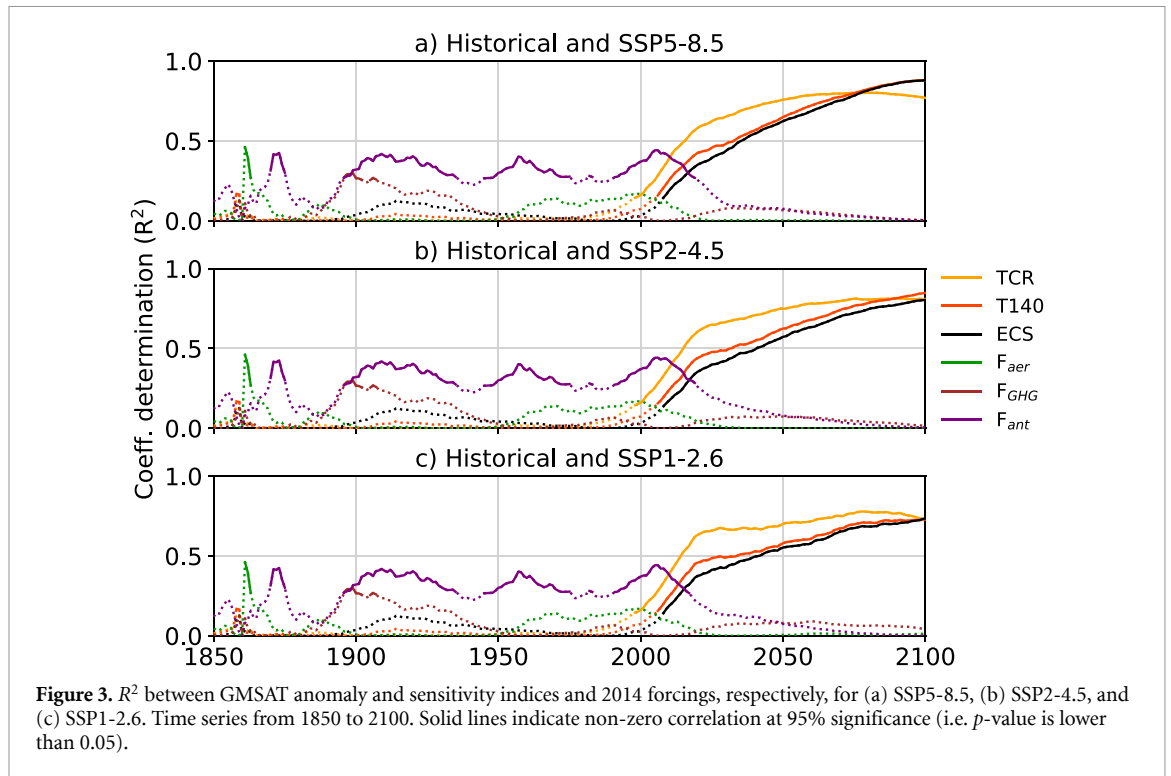 a) Historical and SSP5-8.5
1.0
0.5
0.0
b) Historical and SSP2-4.5
1.0
0.5
0.0
c) Historical and SSP1-2.6
1.0
0.5
0.0
1850 1900 1950 2000 2050 2100
Coeff. determination (R²)
TCR
T140
ECS
F_aer
F_GHG
F_ant
Figure 3. R² between GMSAT anomaly and sensitivity indices and 2014 forcings, respectively, for (a) SSP5-8.5, (b) SSP2-4.5, and
(c) SSP1-2.6. Time series from 1850 to 2100. Solid lines indicate non-zero correlation at 95% significance (i.e. p-value is lower
than 0.05).